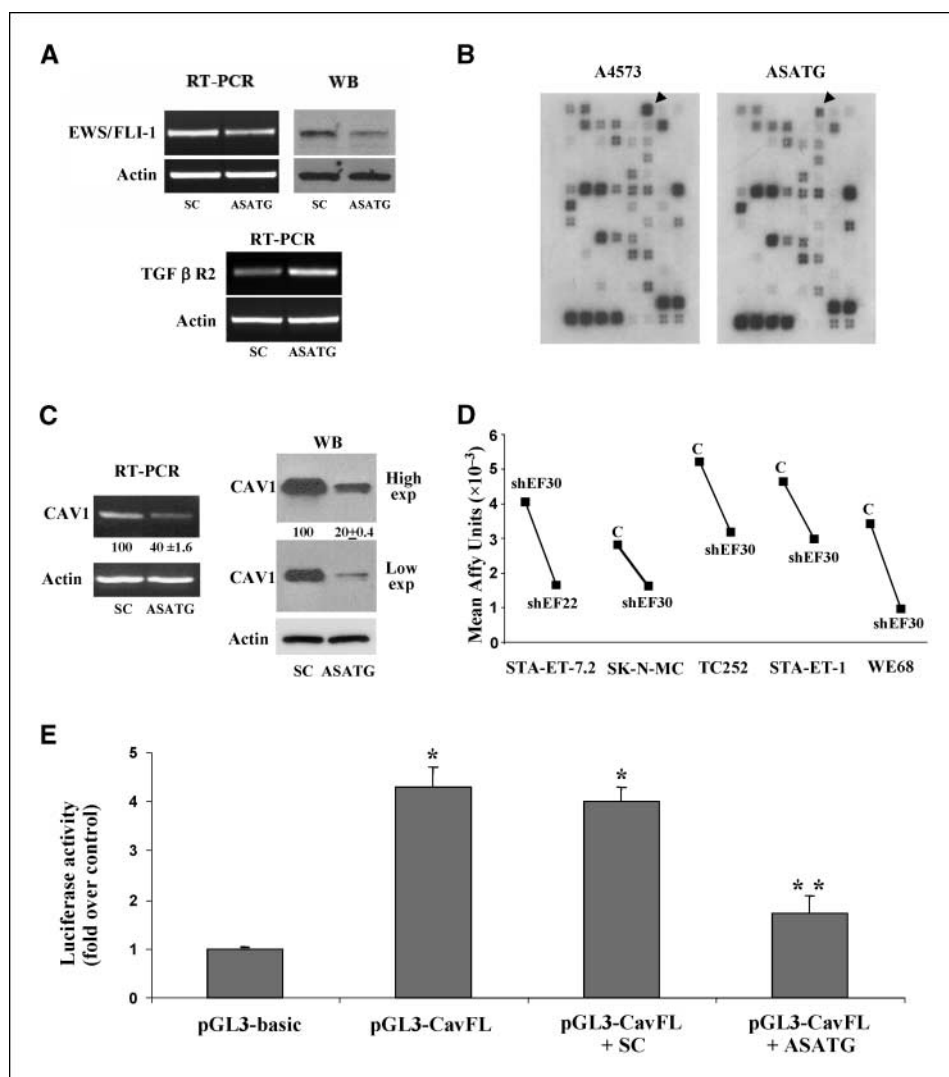 A
RT-PCR WB
EWS/FLI-1
Actin
SC ASATG SC ASATG
RT-PCR
TGF β R2
Actin
SC ASATG
B
A4573 ASATG
C
RT-PCR
CAV1
100 40 ±1.6
Actin
SC ASATG
WB
CAV1 High exp
100 20±0.4
CAV1 Low exp
Actin
SC ASATG
D
Mean Affy Units (×10⁻³)
6
5
4
3
2
1
0
shEF30
shEF22
C
shEF30
C
shEF30
C
shEF30
C
shEF30
STA-ET-7.2 SK-N-MC TC252 STA-ET-1 WE68
E
Luciferase activity
(fold over control)
5
4
3
2
1
0
* * * *
pGL3-basic pGL3-CavFL pGL3-CavFL + SC pGL3-CavFL + ASATG